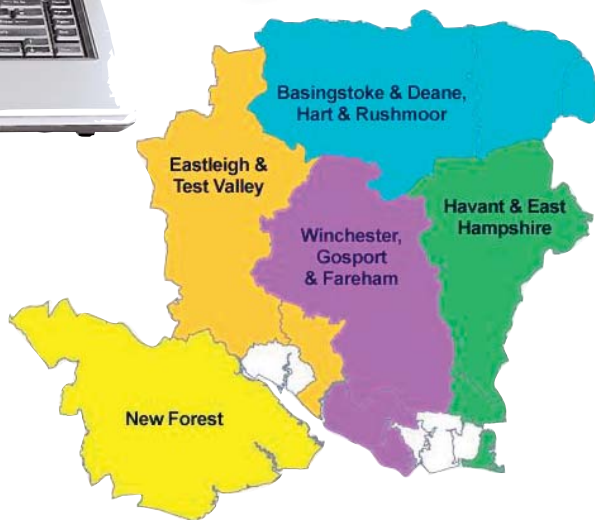 Basingstoke & Deane,
Hart & Rushmoor
Eastleigh &
Test Valley
Havant & East
Hampshire
Winchester,
Gosport
& Fareham
New Forest